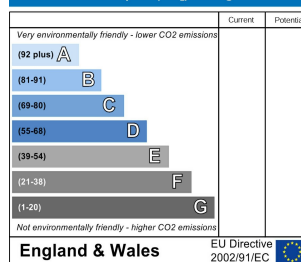 Current Potential
Very environmentally friendly - lower CO2 emissions
(92 plus) A
(81-91) B
(69-80) C
(55-68) D
(39-54) E
(21-38) F
(1-20) G
Not environmentally friendly - higher CO2 emissions
England & Wales
EU Directive
2002/91/EC